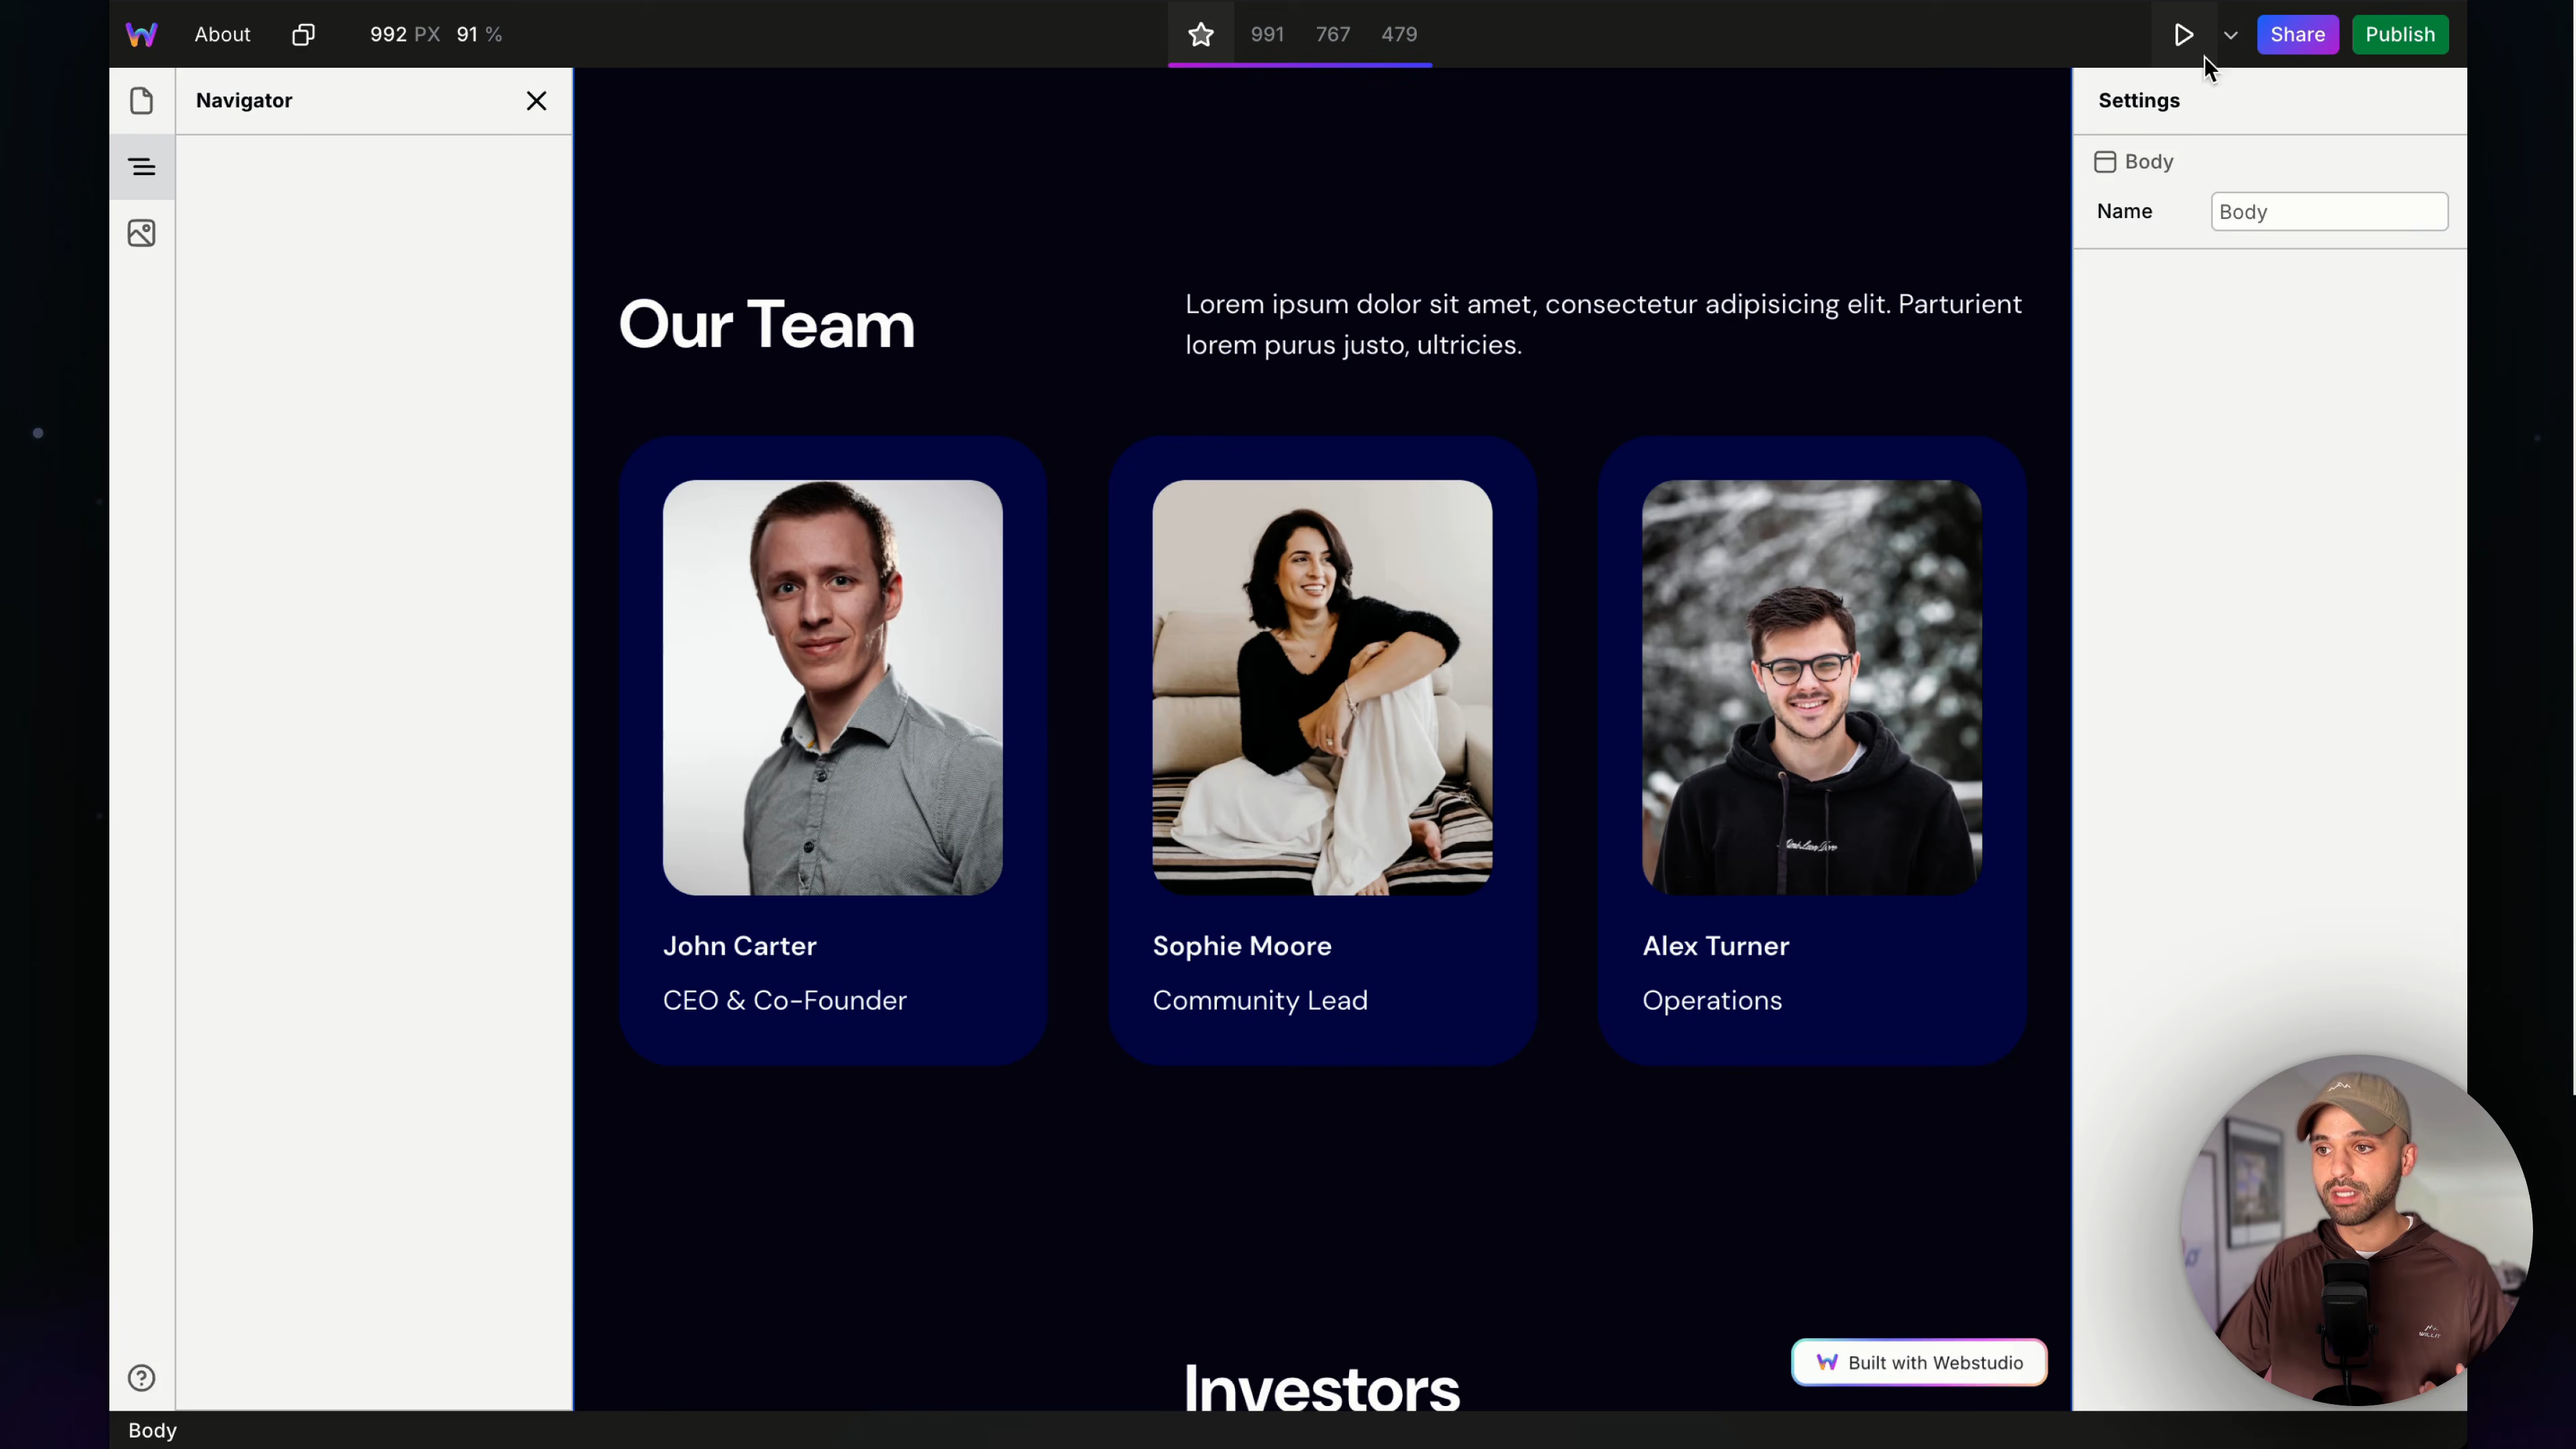 About
992 PX 91 %
991 767 479
Share
Publish
Navigator
Settings
Body
Name
Body
Our Team
Lorem ipsum dolor sit amet, consectetur adipisicing elit. Parturient
lorem purus justo, ultricies.
John Carter
CEO & Co-Founder
Sophie Moore
Community Lead
Alex Turner
Operations
Investors
Built with Webstudio
Body